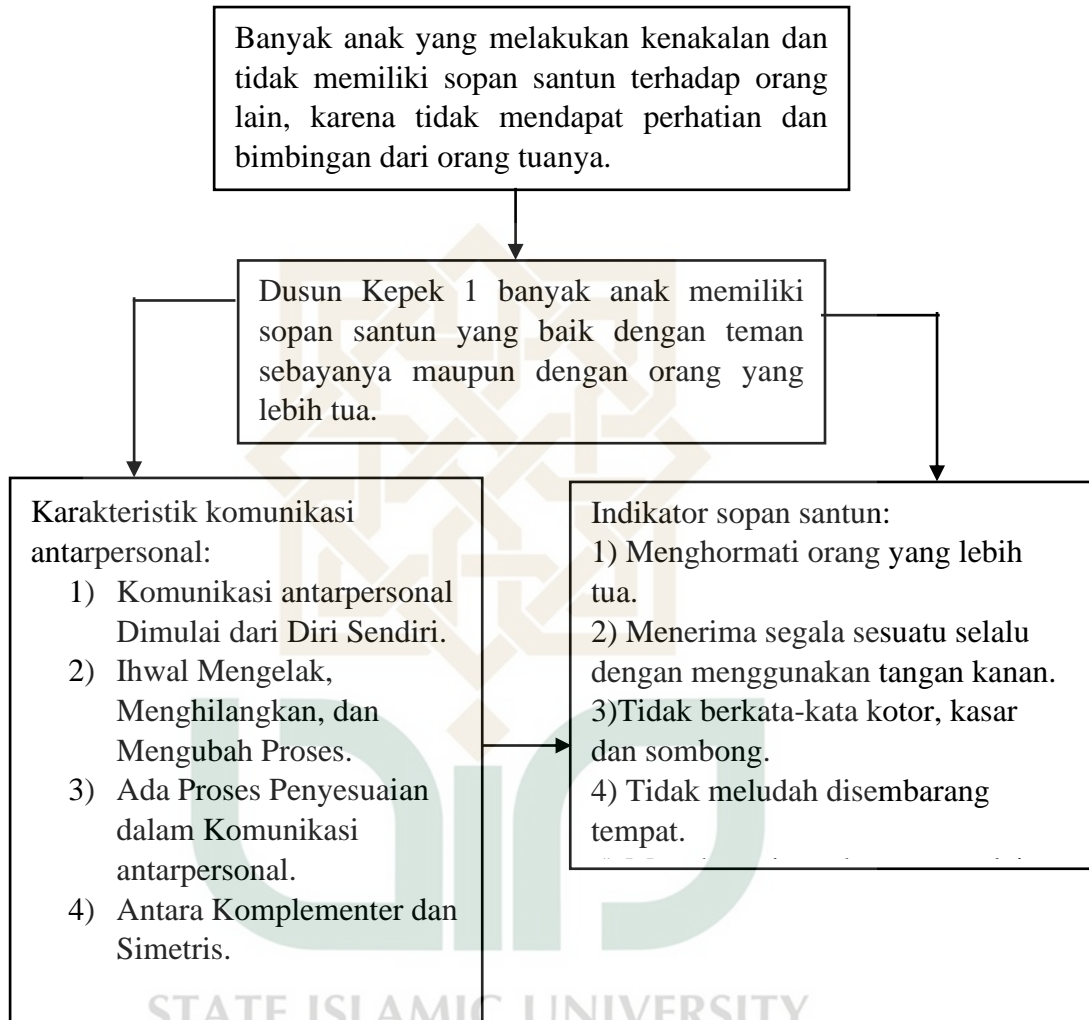 Banyak anak yang melakukan kenakalan dan
tidak memiliki sopan santun terhadap orang
lain, karena tidak mendapat perhatian dan
bimbingan dari orang tuanya.
Dusun Kepek 1 banyak anak memiliki
sopan santun yang baik dengan teman
sebayanya maupun dengan orang yang
lebih tua.
Karakteristik komunikasi
antarpersonal:
1) Komunikasi antarpersonal
Dimulai dari Diri Sendiri.
2) Ihwal Mengelak,
Menghilangkan, dan
Mengubah Proses.
3) Ada Proses Penyesuaian
dalam Komunikasi
antarpersonal.
4) Antara Komplementer dan
Simetris.
Indikator sopan santun:
1) Menghormati orang yang lebih
tua.
2) Menerima segala sesuatu selalu
dengan menggunakan tangan kanan.
3)Tidak berkata-kata kotor, kasar
dan sombong.
4) Tidak meludah disembarang
tempat.
STATE ISLAMIC UNIVERSITY